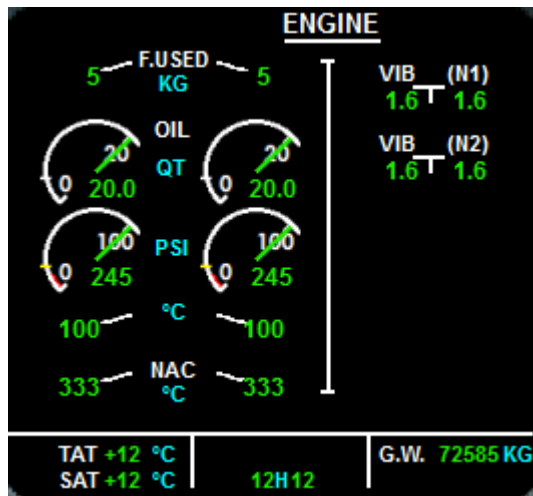 ENGINE
5 F.USED 5
KG
VIB (N1)
1.6 1.6
OIL
20 20
QT
0 0
20.0 20.0
VIB (N2)
1.6 1.6
100 100
PSI
0 0
245 245
°C
100 100
NAC
333 333
°C
TAT +12 °C
SAT +12 °C
12H12
G.W. 72585 KG